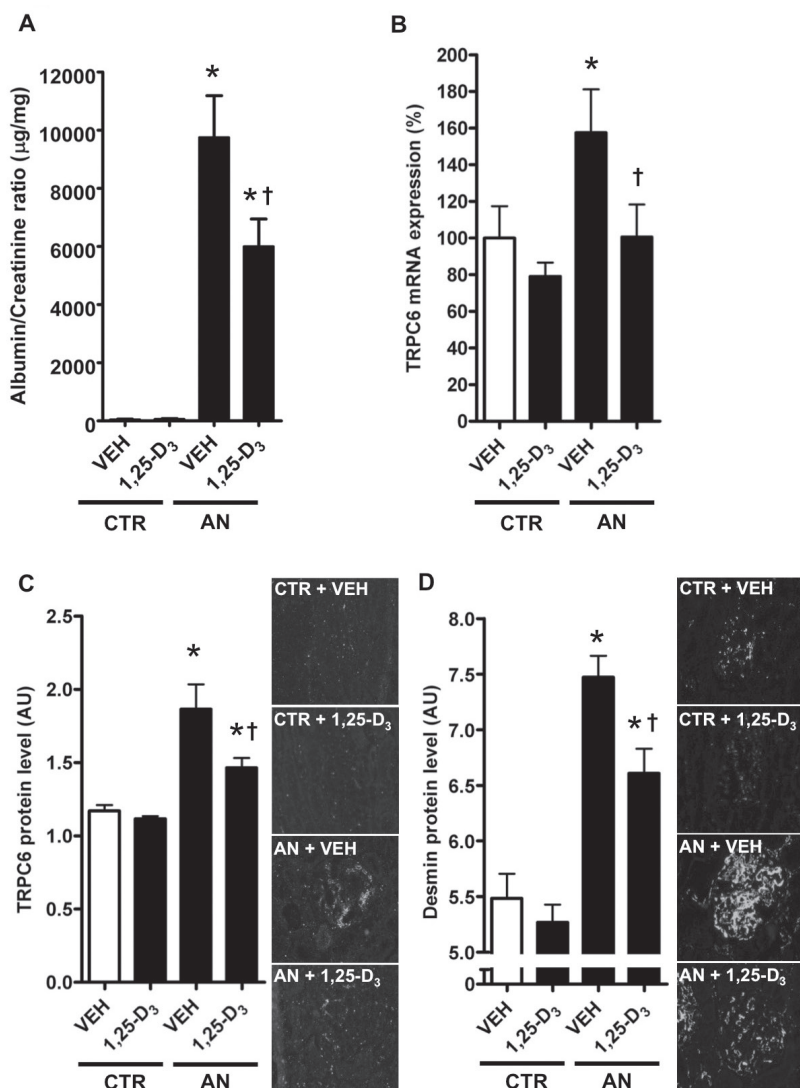 A
Albumin/Creatinine ratio (μg/mg)
12000
10000
8000
6000
4000
2000
0
*
*†
VEH
1,25-D₃
VEH
1,25-D₃
CTR
AN
B
TRPC6 mRNA expression (%)
200
180
160
140
120
100
80
60
40
20
0
*
†
VEH
1,25-D₃
VEH
1,25-D₃
CTR
AN
C
TRPC6 protein level (AU)
2.5
2.0
1.5
1.0
0.5
0.0
*
*†
VEH
1,25-D₃
VEH
1,25-D₃
CTR
AN
CTR + VEH
CTR + 1,25-D₃
AN + VEH
AN + 1,25-D₃
D
Desmin protein level (AU)
8.0
7.5
7.0
6.5
6.0
5.5
5.0
0
*
*†
VEH
1,25-D₃
VEH
1,25-D₃
CTR
AN
CTR + VEH
CTR + 1,25-D₃
AN + VEH
AN + 1,25-D₃